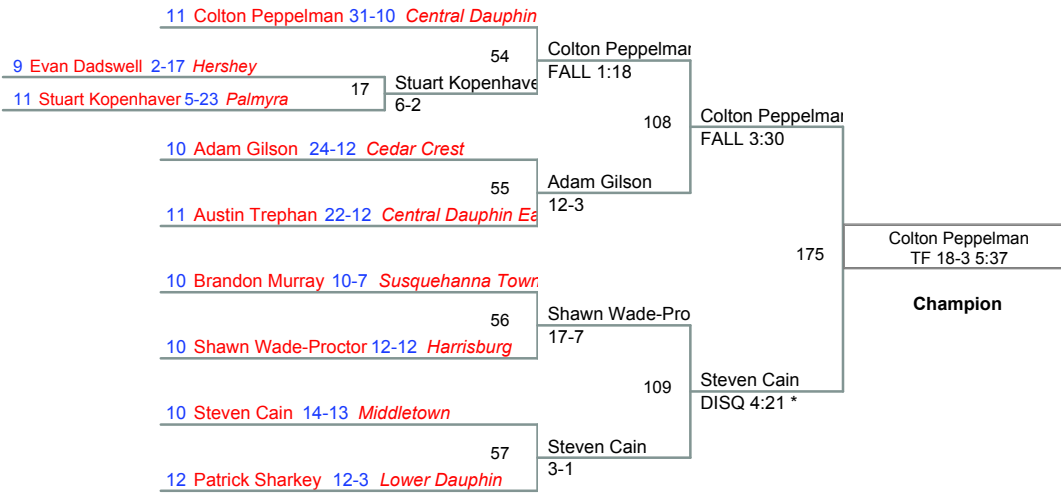 11 Colton Peppelman 31-10 Central Dauphin
54
Colton Peppelman
FALL 1:18
9 Evan Dadswell 2-17 Hershey
17
Stuart Kopenhave
6-2
11 Stuart Kopenhaver 5-23 Palmyra
108
Colton Peppelman
FALL 3:30
10 Adam Gilson 24-12 Cedar Crest
55
Adam Gilson
12-3
11 Austin Trephan 22-12 Central Dauphin Ea
175
Colton Peppelman
TF 18-3 5:37
Champion
10 Brandon Murray 10-7 Susquehanna Town
56
Shawn Wade-Pro
17-7
10 Shawn Wade-Proctor 12-12 Harrisburg
109
Steven Cain
DISQ 4:21 *
10 Steven Cain 14-13 Middletown
57
Steven Cain
3-1
12 Patrick Sharkey 12-3 Lower Dauphin